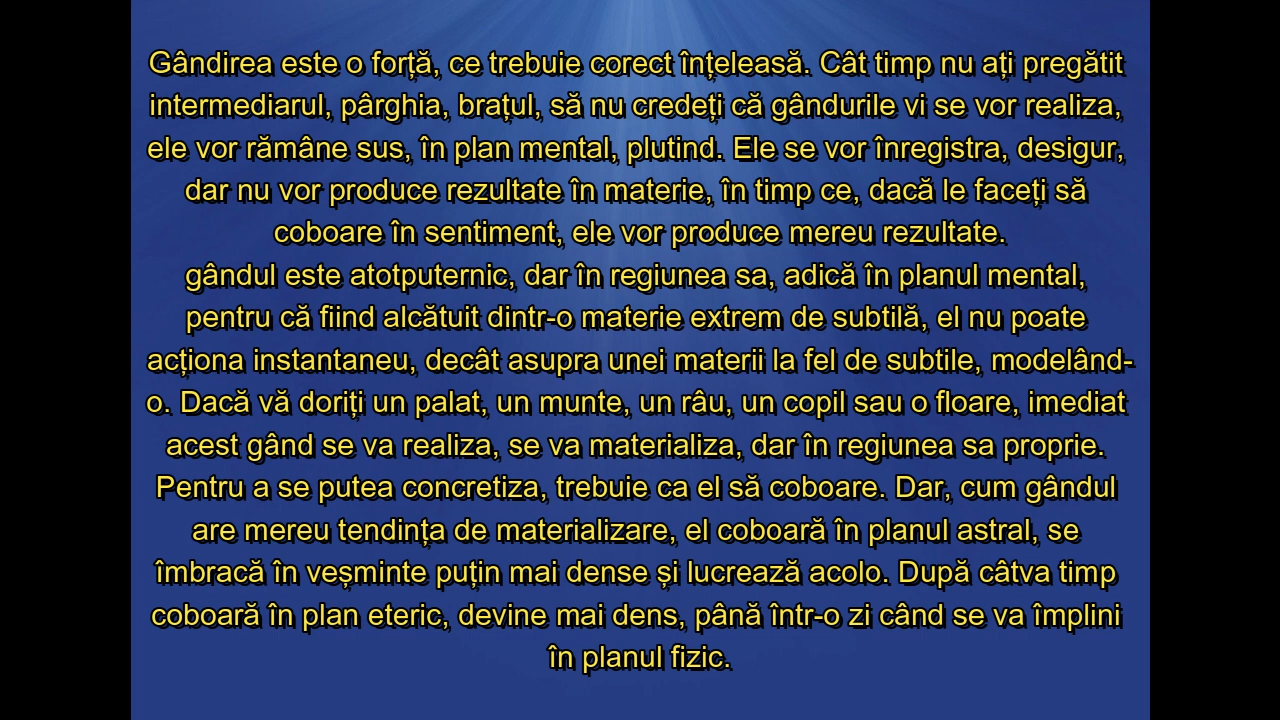 Gândirea este o forță, ce trebuie corect înțeleasă. Cât timp nu ați pregătit
intermediarul, pârghia, brațul, să nu credeți că gândurile vi se vor realiza,
ele vor rămâne sus, în plan mental, plutind. Ele se vor înregistra, desigur,
dar nu vor produce rezultate în materie, în timp ce, dacă le faceți să
coboare în sentiment, ele vor produce mereu rezultate.
gândul este atotputernic, dar în regiunea sa, adică în planul mental,
pentru că fiind alcătuit dintr-o materie extrem de subtilă, el nu poate
acționa instantaneu, decât asupra unei materii la fel de subtile, modelând-
o. Dacă vă doriți un palat, un munte, un râu, un copil sau o floare, imediat
acest gând se va realiza, se va materializa, dar în regiunea sa proprie.
Pentru a se putea concretiza, trebuie ca el să coboare. Dar, cum gândul
are mereu tendința de materializare, el coboară în planul astral, se
îmbracă în veșminte puțin mai dense și lucrează acolo. După câtva timp
coboară în plan eteric, devine mai dens, până într-o zi când se va împlini
în planul fizic.